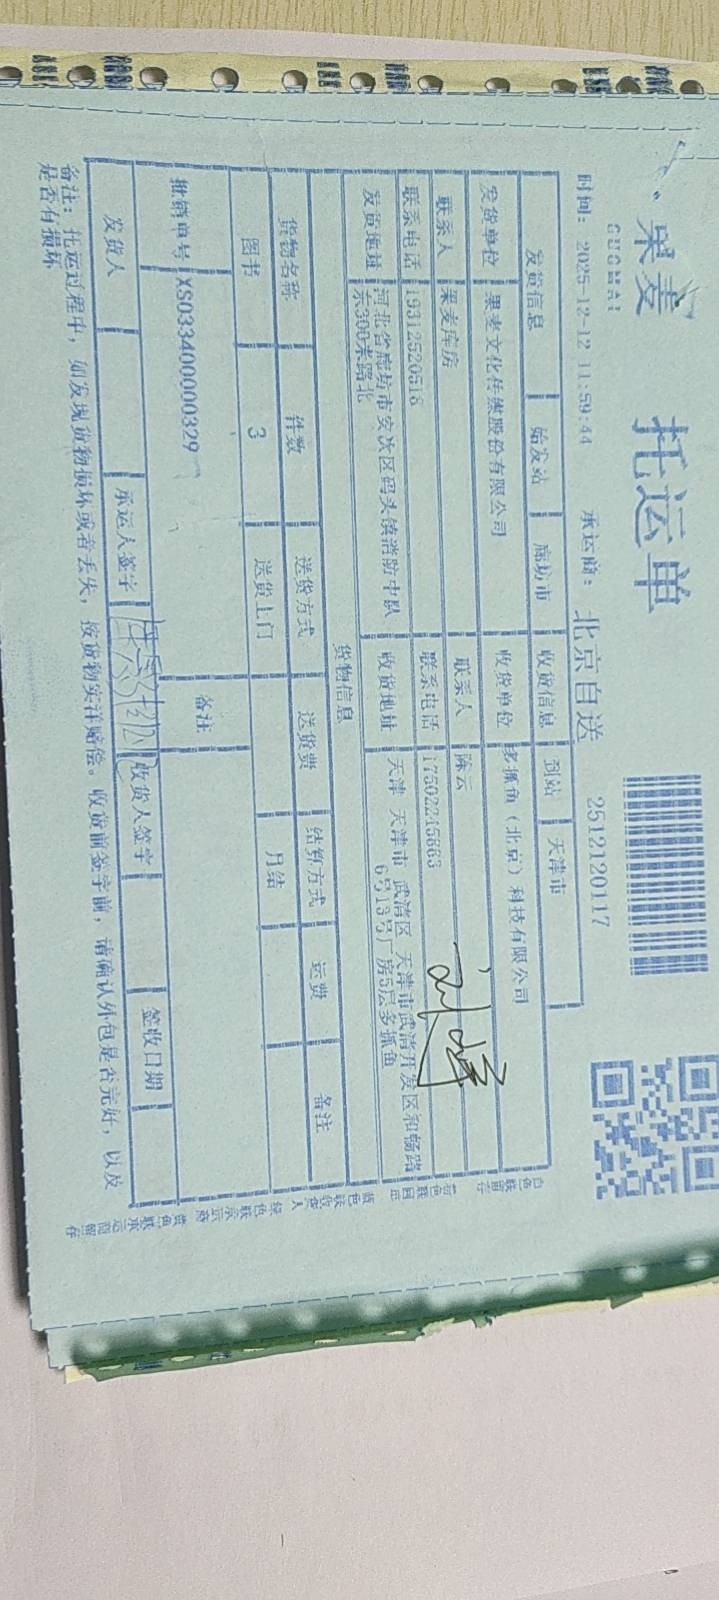 果麦
GUOMAI
托运单
时间: 2025-12-12 11:59:44 承运商: 北京自送 2512120117
发货信息 始发站 廊坊市 收货信息 到站 天津市
发货单位 果麦文化传媒股份有限公司 收货单位 多抓鱼(北京)科技有限公司
联系人 果麦库房 联系人 陈云
联系电话 19312520516 联系电话 17502215863
发货地址 河北省廊坊市安次区码头镇消防中队东300米路北 收货地址 天津 天津市 武清区 天津市武清开发区和畅路6号13号厂房5层多抓鱼
货物信息
货物名称 件数 送货方式 送货费 结算方式 运费 备注
图书 3 送货上门 月结
批销单号 XS033400000329 备注
发货人 承运人签字 收货人签字 签收日期
备注: 托运过程中, 如发现货物损坏或者丢失, 按货物实洋赔偿。收货前签字前, 请确认外包是否完好, 以及
是否有损坏